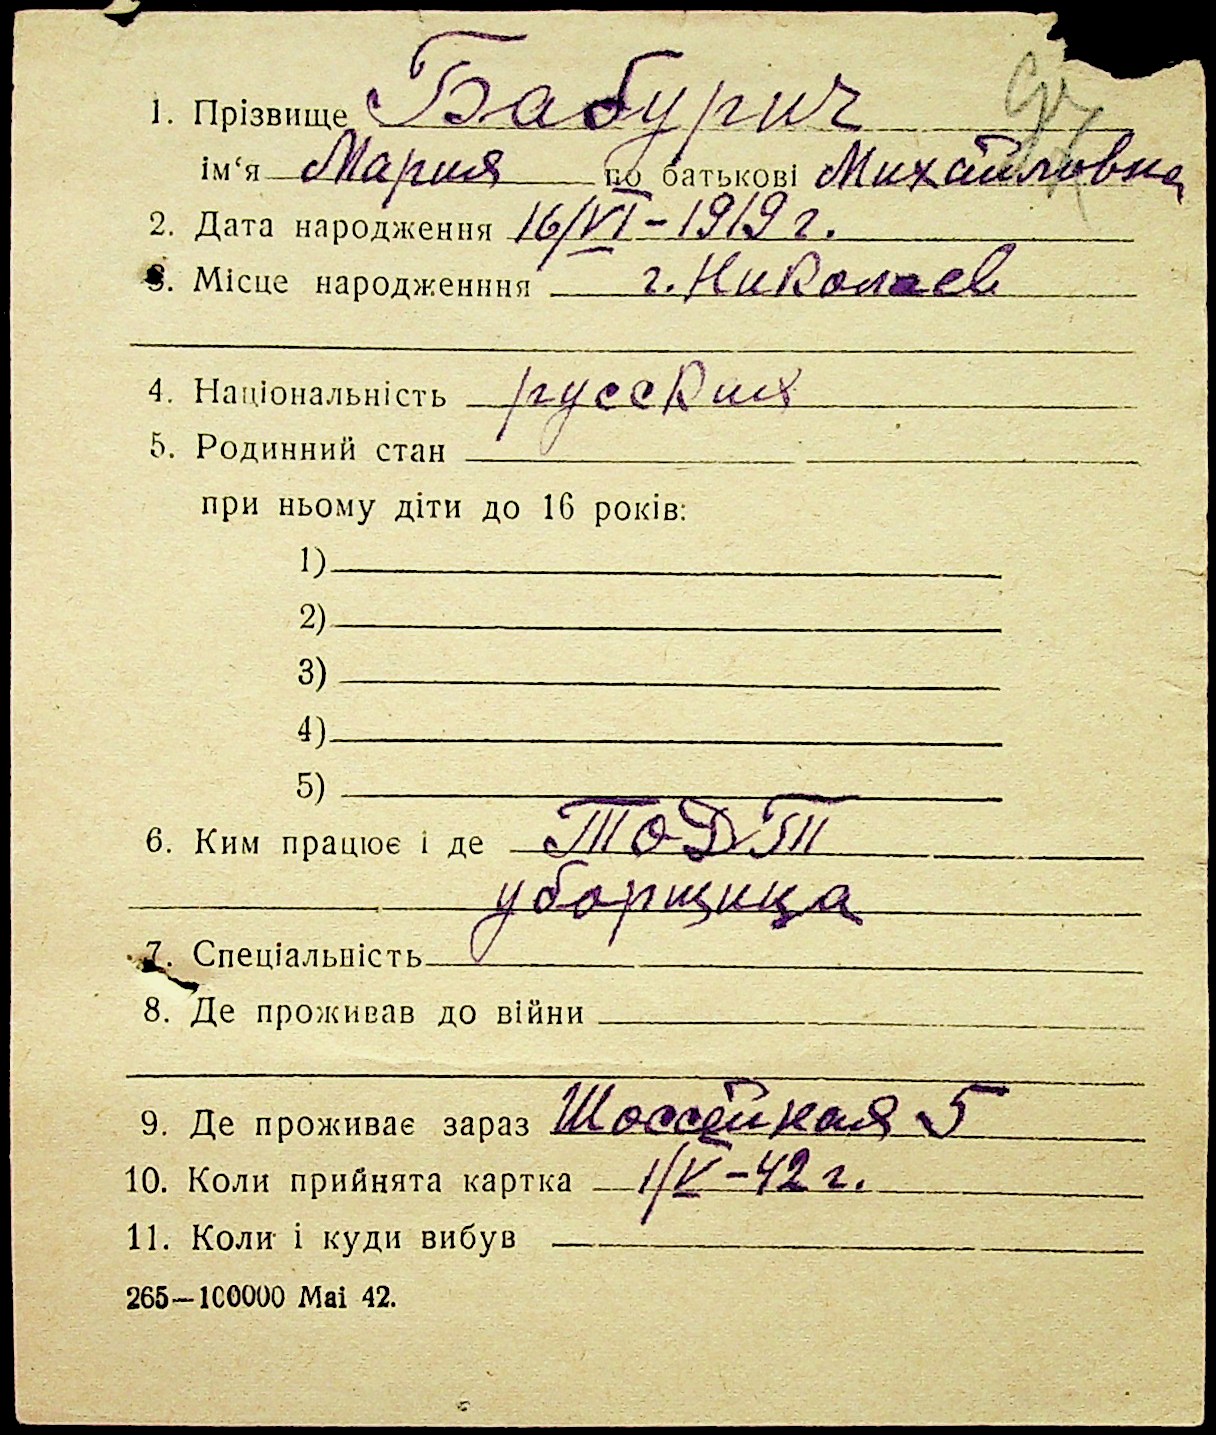 1. Прізвище Бабурич
ім‘я Мария по батькові Михайловна
2. Дата народження 16/VI-1919 г.
3. Місце народженння г. Николаев
4. Національність русская
5. Родинний стан
при ньому діти до 16 років:
1)
2)
3)
4)
5)
6. Ким працює і де ТОДТ
уборщица
7. Спеціальність
8. Де проживав до війни
9. Де проживає зараз Шоссейная 5
10. Коли прийнята картка 1/V-42 г.
11. Коли і куди вибув
265—100000 Mai 42.